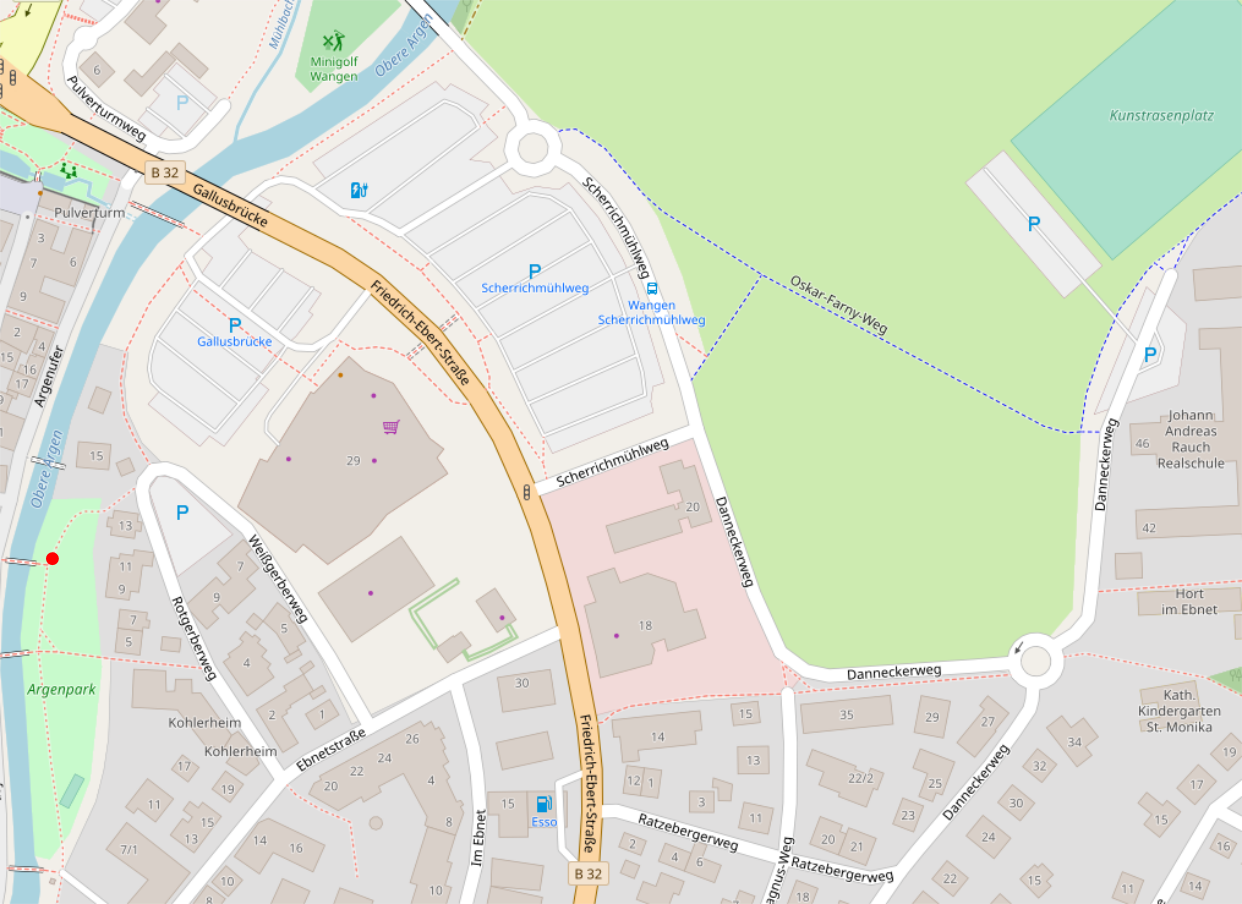 Mühlbach
Obere Argen
Minigolf
Wangen
6
P
Pulverturmweg
Kunstrasenplatz
B 32
Gallusbrücke
Scherrichmühlweg
Pulverturm
3
7
6
9
P
P
Scherrichmühlweg
Wangen
Scherrichmühlweg
Oskar-Farny-Weg
Friedrich-Ebert-Straße
P
Gallusbrücke
2
4
15
16
17
9
1
Argenufer
P
Johann
Andreas
Rauch
Realschule
46
Danneckerweg
Obere Argen
15
29
Scherrichmühlweg
P
13
20
42
Danneckerweg
Weißgerberweg
11
9
7
9
7
5
5
4
Rotgerberweg
18
Hort
im Ebnet
Argenpark
Kohlerheim
Kohlerheim
2
1
Ebnetstraße
30
Danneckerweg
Kath.
Kindergarten
St. Monika
15
35
29
27
14
13
34
32
19
17
19
11
15
13
7/1
20
22
24
26
4
8
10
14
16
10
8
Friedrich-Ebert-Straße
15
Esso
Im Ebnet
12
1
3
11
22/2
25
23
30
Danneckerweg
17
15
16
Ratzebergerweg
2
4
6
20
21
24
Ratzebergerweg
B 32
agnus-Weg
18
22
15
11
14